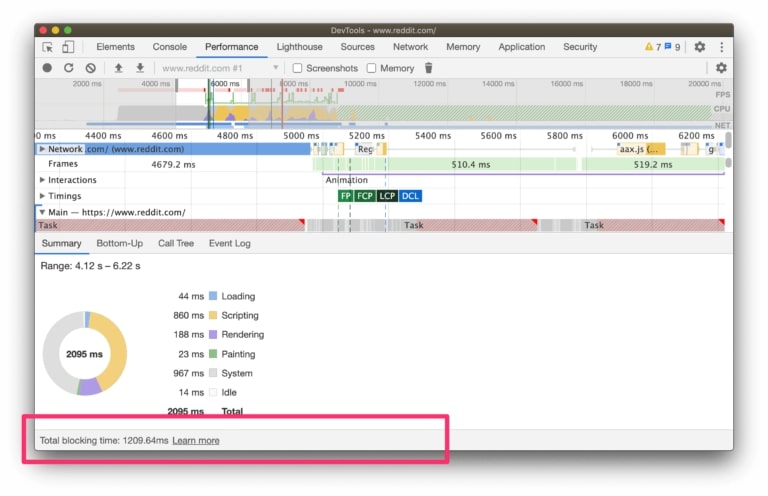 DevTools - www.reddit.com/
Elements Console Performance Lighthouse Sources Network Memory Application Security 7 9
www.reddit.com #1 Screenshots Memory
2000 ms 4000 ms 6000 ms 8000 ms 10000 ms 12000 ms 14000 ms 16000 ms 18000 ms 20000 ms
FPS
CPU
NET
00 ms 4400 ms 4600 ms 4800 ms 5000 ms 5200 ms 5400 ms 5600 ms 5800 ms 6000 ms 6200 ms
Network .com/ (www.reddit.com) Reg aax.js (... g
Frames 4679.2 ms 510.4 ms 519.2 ms
Interactions Animation
Timings FP FCP LCP DCL
Main — https://www.reddit.com/
Task Task Task
Summary Bottom-Up Call Tree Event Log
Range: 4.12 s – 6.22 s
44 ms Loading
860 ms Scripting
188 ms Rendering
2095 ms
23 ms Painting
967 ms System
14 ms Idle
2095 ms Total
Total blocking time: 1209.64ms Learn more